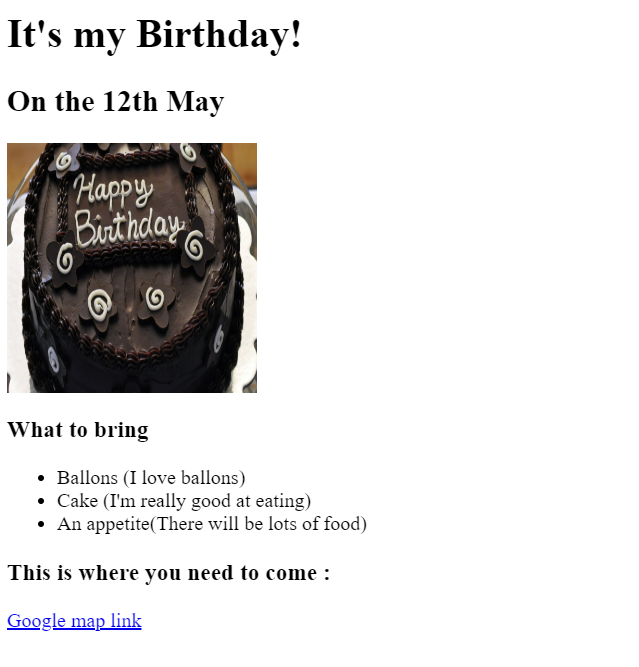 It's my Birthday!
On the 12th May
Happy
Birthday
What to bring
Ballons (I love ballons)
Cake (I'm really good at eating)
An appetite(There will be lots of food)
This is where you need to come :
Google map link